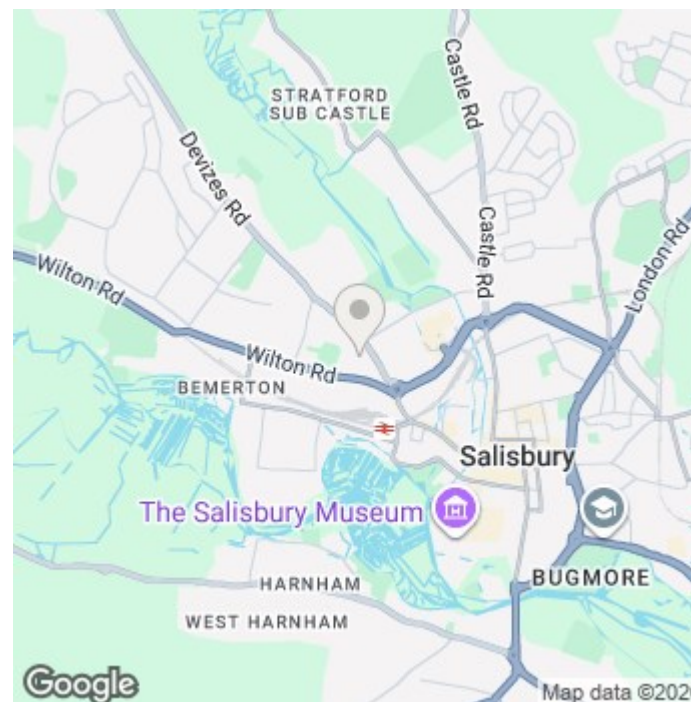 STRATFORD
SUB CASTLE
Castle Rd
Devizes Rd
Castle Rd
London Rd
Wilton Rd
Wilton Rd
BEMERTON
Salisbury
The Salisbury Museum
HARNHAM
BUGMORE
WEST HARNHAM
Google
Map data ©2020